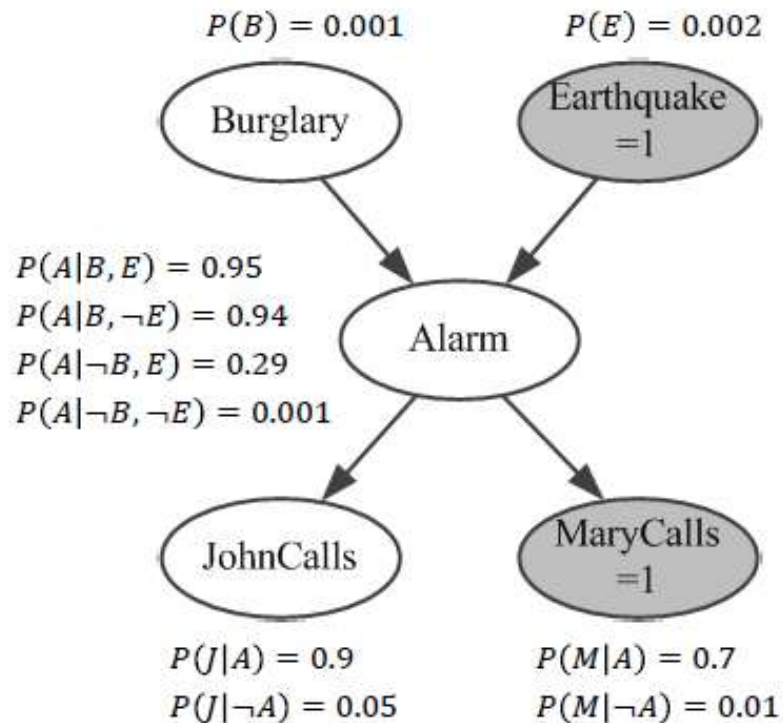 P(B) = 0.001
P(E) = 0.002
Burglary
Earthquake
=1
P(A|B, E) = 0.95
P(A|B, ¬E) = 0.94
P(A|¬B, E) = 0.29
P(A|¬B, ¬E) = 0.001
Alarm
JohnCalls
MaryCalls
=1
P(J|A) = 0.9
P(J|¬A) = 0.05
P(M|A) = 0.7
P(M|¬A) = 0.01